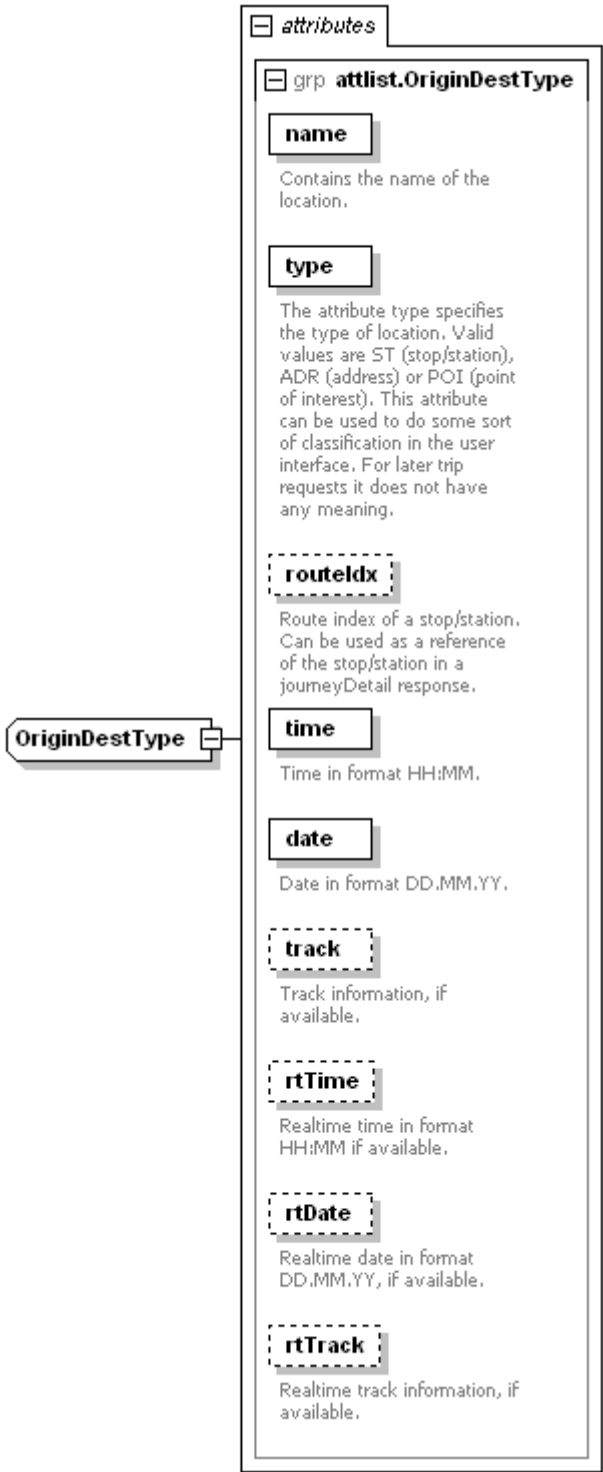 attributes
grp attlist.OriginDestType
name
Contains the name of the
location.
type
The attribute type specifies
the type of location. Valid
values are ST (stop/station),
ADR (address) or POI (point
of interest). This attribute
can be used to do some sort
of classification in the user
interface. For later trip
requests it does not have
any meaning.
routeIdx
Route index of a stop/station.
Can be used as a reference
of the stop/station in a
journeyDetail response.
OriginDestType
time
Time in format HH:MM.
date
Date in format DD.MM.YY.
track
Track information, if
available.
rtTime
Realtime time in format
HH:MM if available.
rtDate
Realtime date in format
DD.MM.YY, if available.
rtTrack
Realtime track information, if
available.